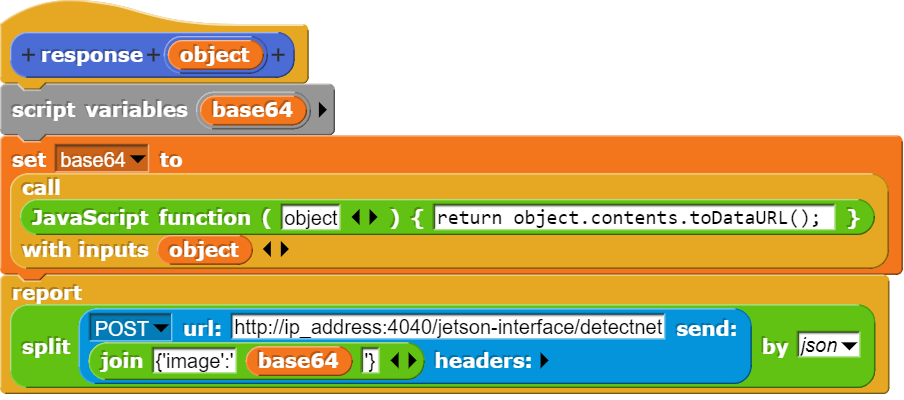 + response + object +
script variables base64
set base64 to
call
JavaScript function ( object ) { return object.contents.toDataURL(); }
with inputs object
report
split POST url: http://ip_address:4040/jetson-interface/detectnet send:
join {'image':' base64 '} headers: by json